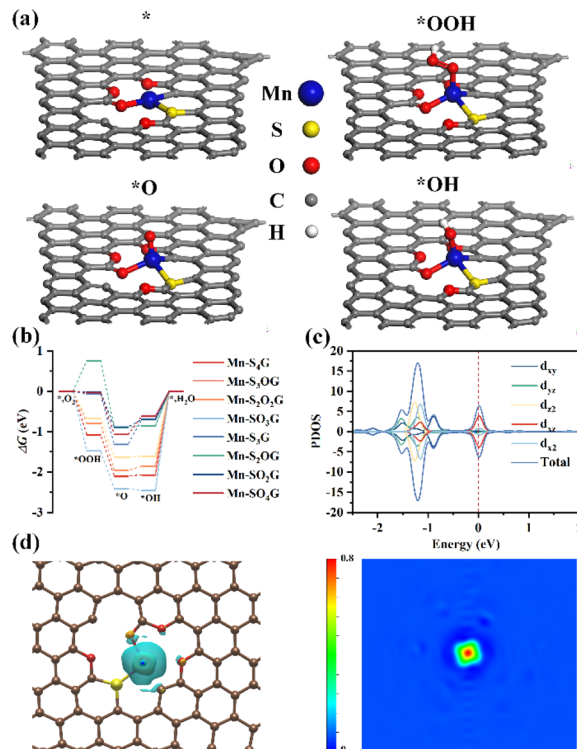 (a)
*
*OOH
Mn
S
O
C
H
*O
*OH
(b)
ΔG (eV)
1
0
-1
-2
-3
*,O₂
*OOH
*O
*OH
*,H₂O
Mn-S₄G
Mn-S₃OG
Mn-S₂O₂G
Mn-SO₃G
Mn-S₃G
Mn-S₂OG
Mn-SO₂G
Mn-SO₄G
(c)
PDOS
20
15
10
5
0
-5
-10
-15
-20
-2
-1
0
1
2
Energy (eV)
dxy
dyz
dz2
dxz
dx2
Total
(d)
0.8
0